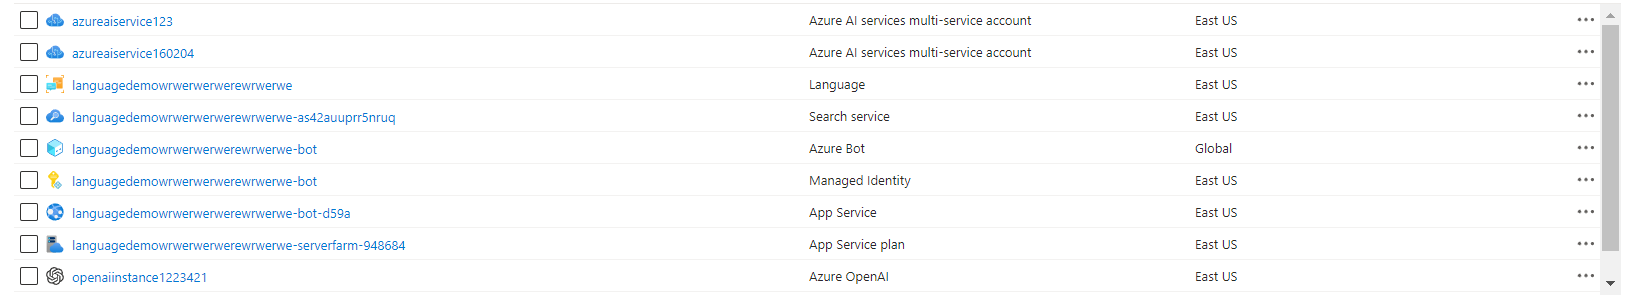 azureaiservice123 Azure AI services multi-service account East US
azureaiservice160204 Azure AI services multi-service account East US
languagedemowrwerwerwerewrwerwe Language East US
languagedemowrwerwerwerewrwerwe-as42auuprr5nruq Search service East US
languagedemowrwerwerwerewrwerwe-bot Azure Bot Global
languagedemowrwerwerwerewrwerwe-bot Managed Identity East US
languagedemowrwerwerwerewrwerwe-bot-d59a App Service East US
languagedemowrwerwerwerewrwerwe-serverfarm-948684 App Service plan East US
openaiinstance1223421 Azure OpenAI East US